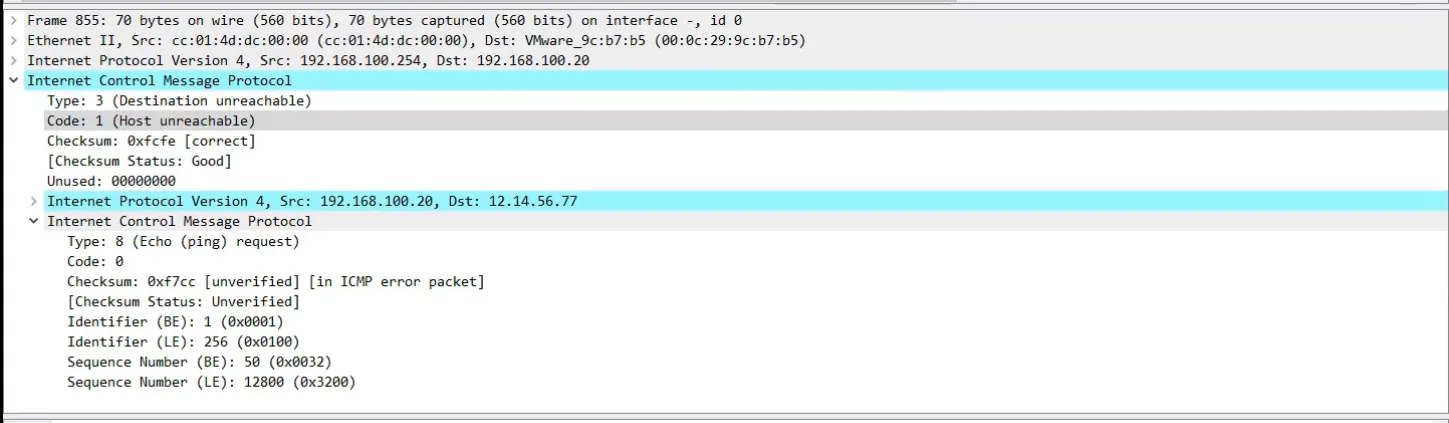 Frame 855: 70 bytes on wire (560 bits), 70 bytes captured (560 bits) on interface -, id 0
Ethernet II, Src: cc:01:4d:dc:00:00 (cc:01:4d:dc:00:00), Dst: VMware_9c:b7:b5 (00:0c:29:9c:b7:b5)
Internet Protocol Version 4, Src: 192.168.100.254, Dst: 192.168.100.20
Internet Control Message Protocol
Type: 3 (Destination unreachable)
Code: 1 (Host unreachable)
Checksum: 0xfcfe [correct]
[Checksum Status: Good]
Unused: 00000000
Internet Protocol Version 4, Src: 192.168.100.20, Dst: 12.14.56.77
Internet Control Message Protocol
Type: 8 (Echo (ping) request)
Code: 0
Checksum: 0xf7cc [unverified] [in ICMP error packet]
[Checksum Status: Unverified]
Identifier (BE): 1 (0x0001)
Identifier (LE): 256 (0x0100)
Sequence Number (BE): 50 (0x0032)
Sequence Number (LE): 12800 (0x3200)